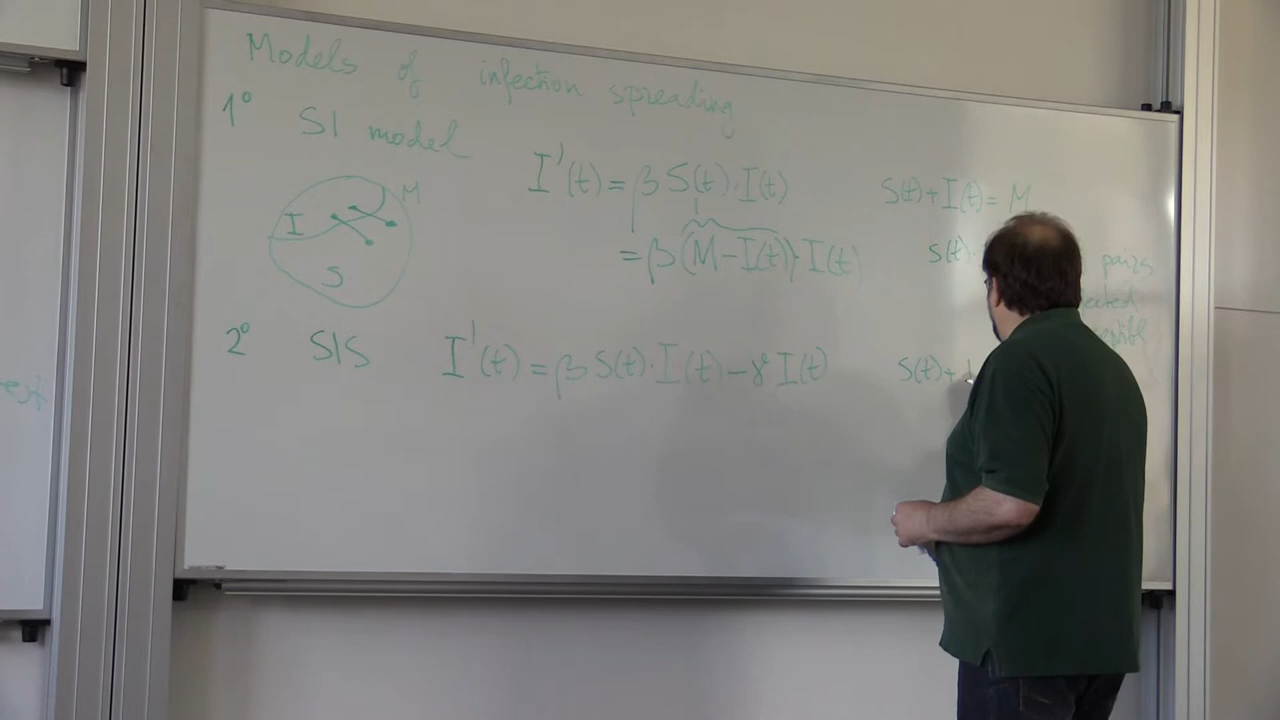 Models of infection spreading
1° SI model
I'(t) = β S(t)·I(t)
S(t)+I(t) = M
M
I
S
= β(M−I(t)) I(t)
S(t)·
pairs
2° SIS
I'(t) = β S(t)·I(t) − γ I(t)
S(t)+